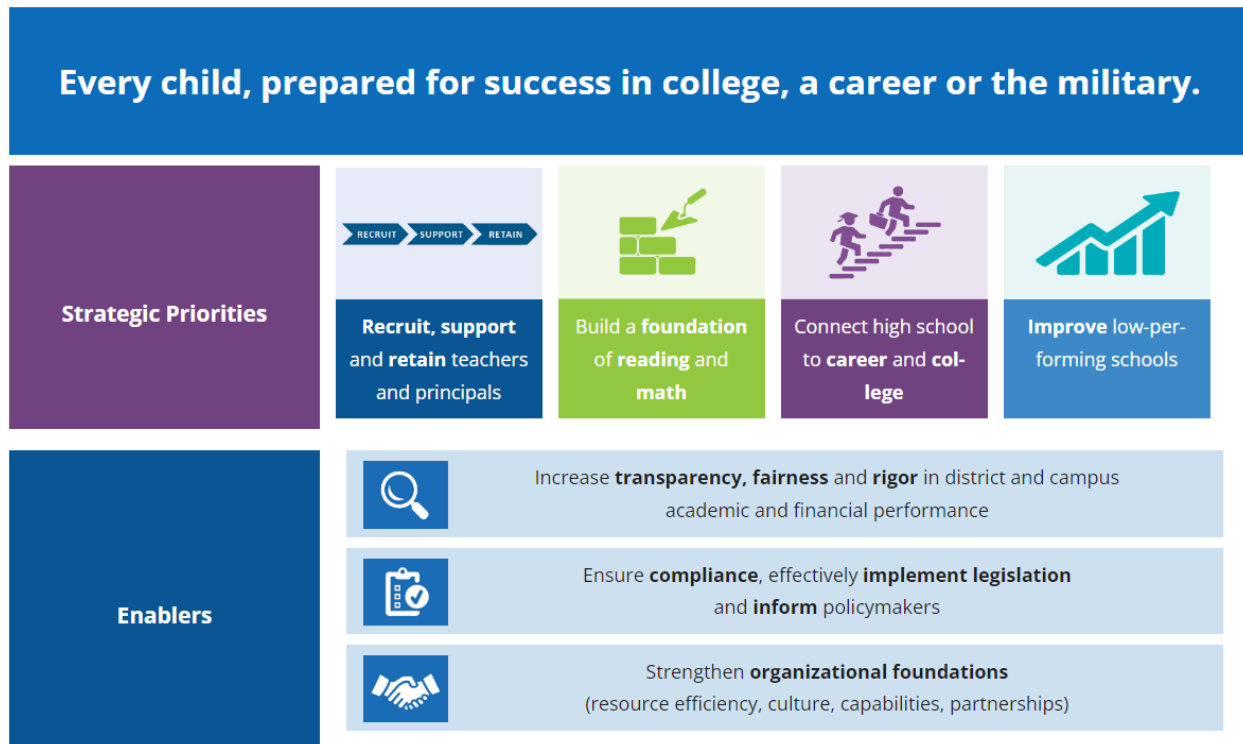 Every child, prepared for success in college, a career or the military.
Strategic Priorities
RECRUIT SUPPORT RETAIN
Recruit, support
and retain teachers
and principals
Build a foundation
of reading and
math
Connect high school
to career and col-
lege
Improve low-per-
forming schools
Enablers
Increase transparency, fairness and rigor in district and campus
academic and financial performance
Ensure compliance, effectively implement legislation
and inform policymakers
Strengthen organizational foundations
(resource efficiency, culture, capabilities, partnerships)